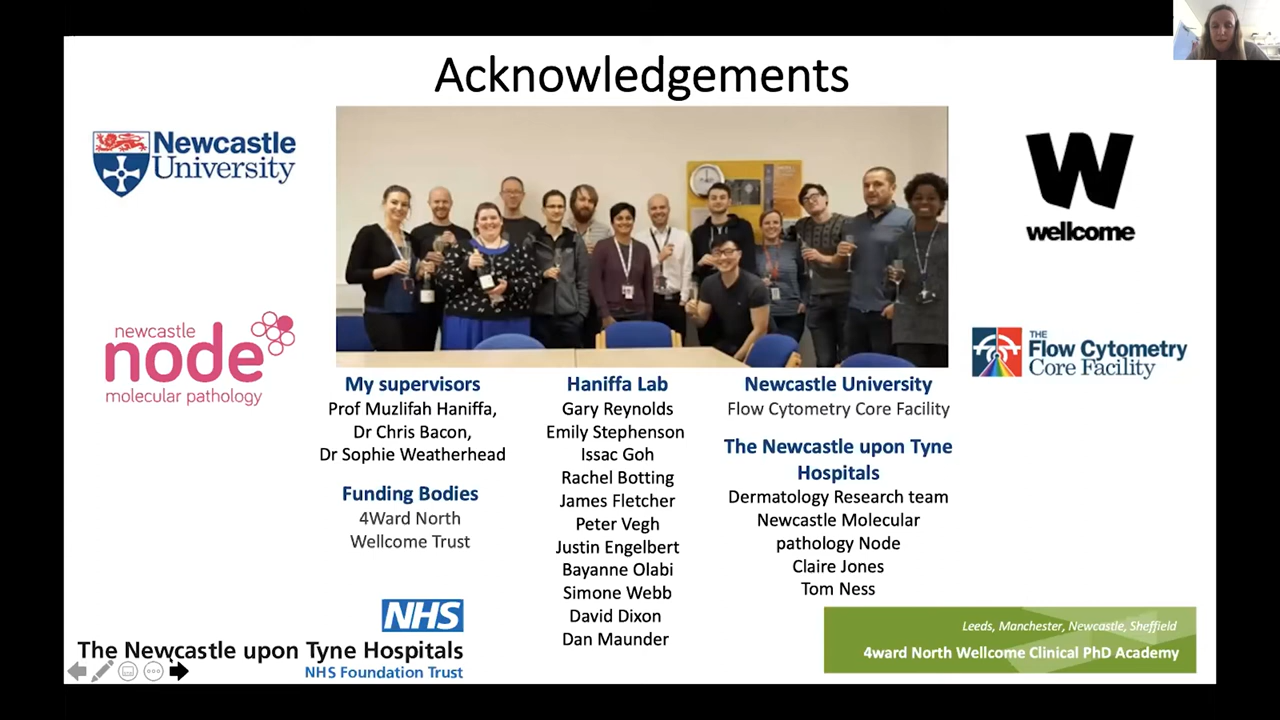 Acknowledgements
Newcastle
University
wellcome
newcastle
node
molecular pathology
THE
Flow Cytometry
Core Facility
My supervisors
Prof Muzlifah Haniffa,
Dr Chris Bacon,
Dr Sophie Weatherhead
Funding Bodies
4Ward North
Wellcome Trust
Haniffa Lab
Gary Reynolds
Emily Stephenson
Issac Goh
Rachel Botting
James Fletcher
Peter Vegh
Justin Engelbert
Bayanne Olabi
Simone Webb
David Dixon
Dan Maunder
Newcastle University
Flow Cytometry Core Facility
The Newcastle upon Tyne
Hospitals
Dermatology Research team
Newcastle Molecular
pathology Node
Claire Jones
Tom Ness
NHS
The Newcastle upon Tyne Hospitals
NHS Foundation Trust
Leeds, Manchester, Newcastle, Sheffield
4ward North Wellcome Clinical PhD Academy